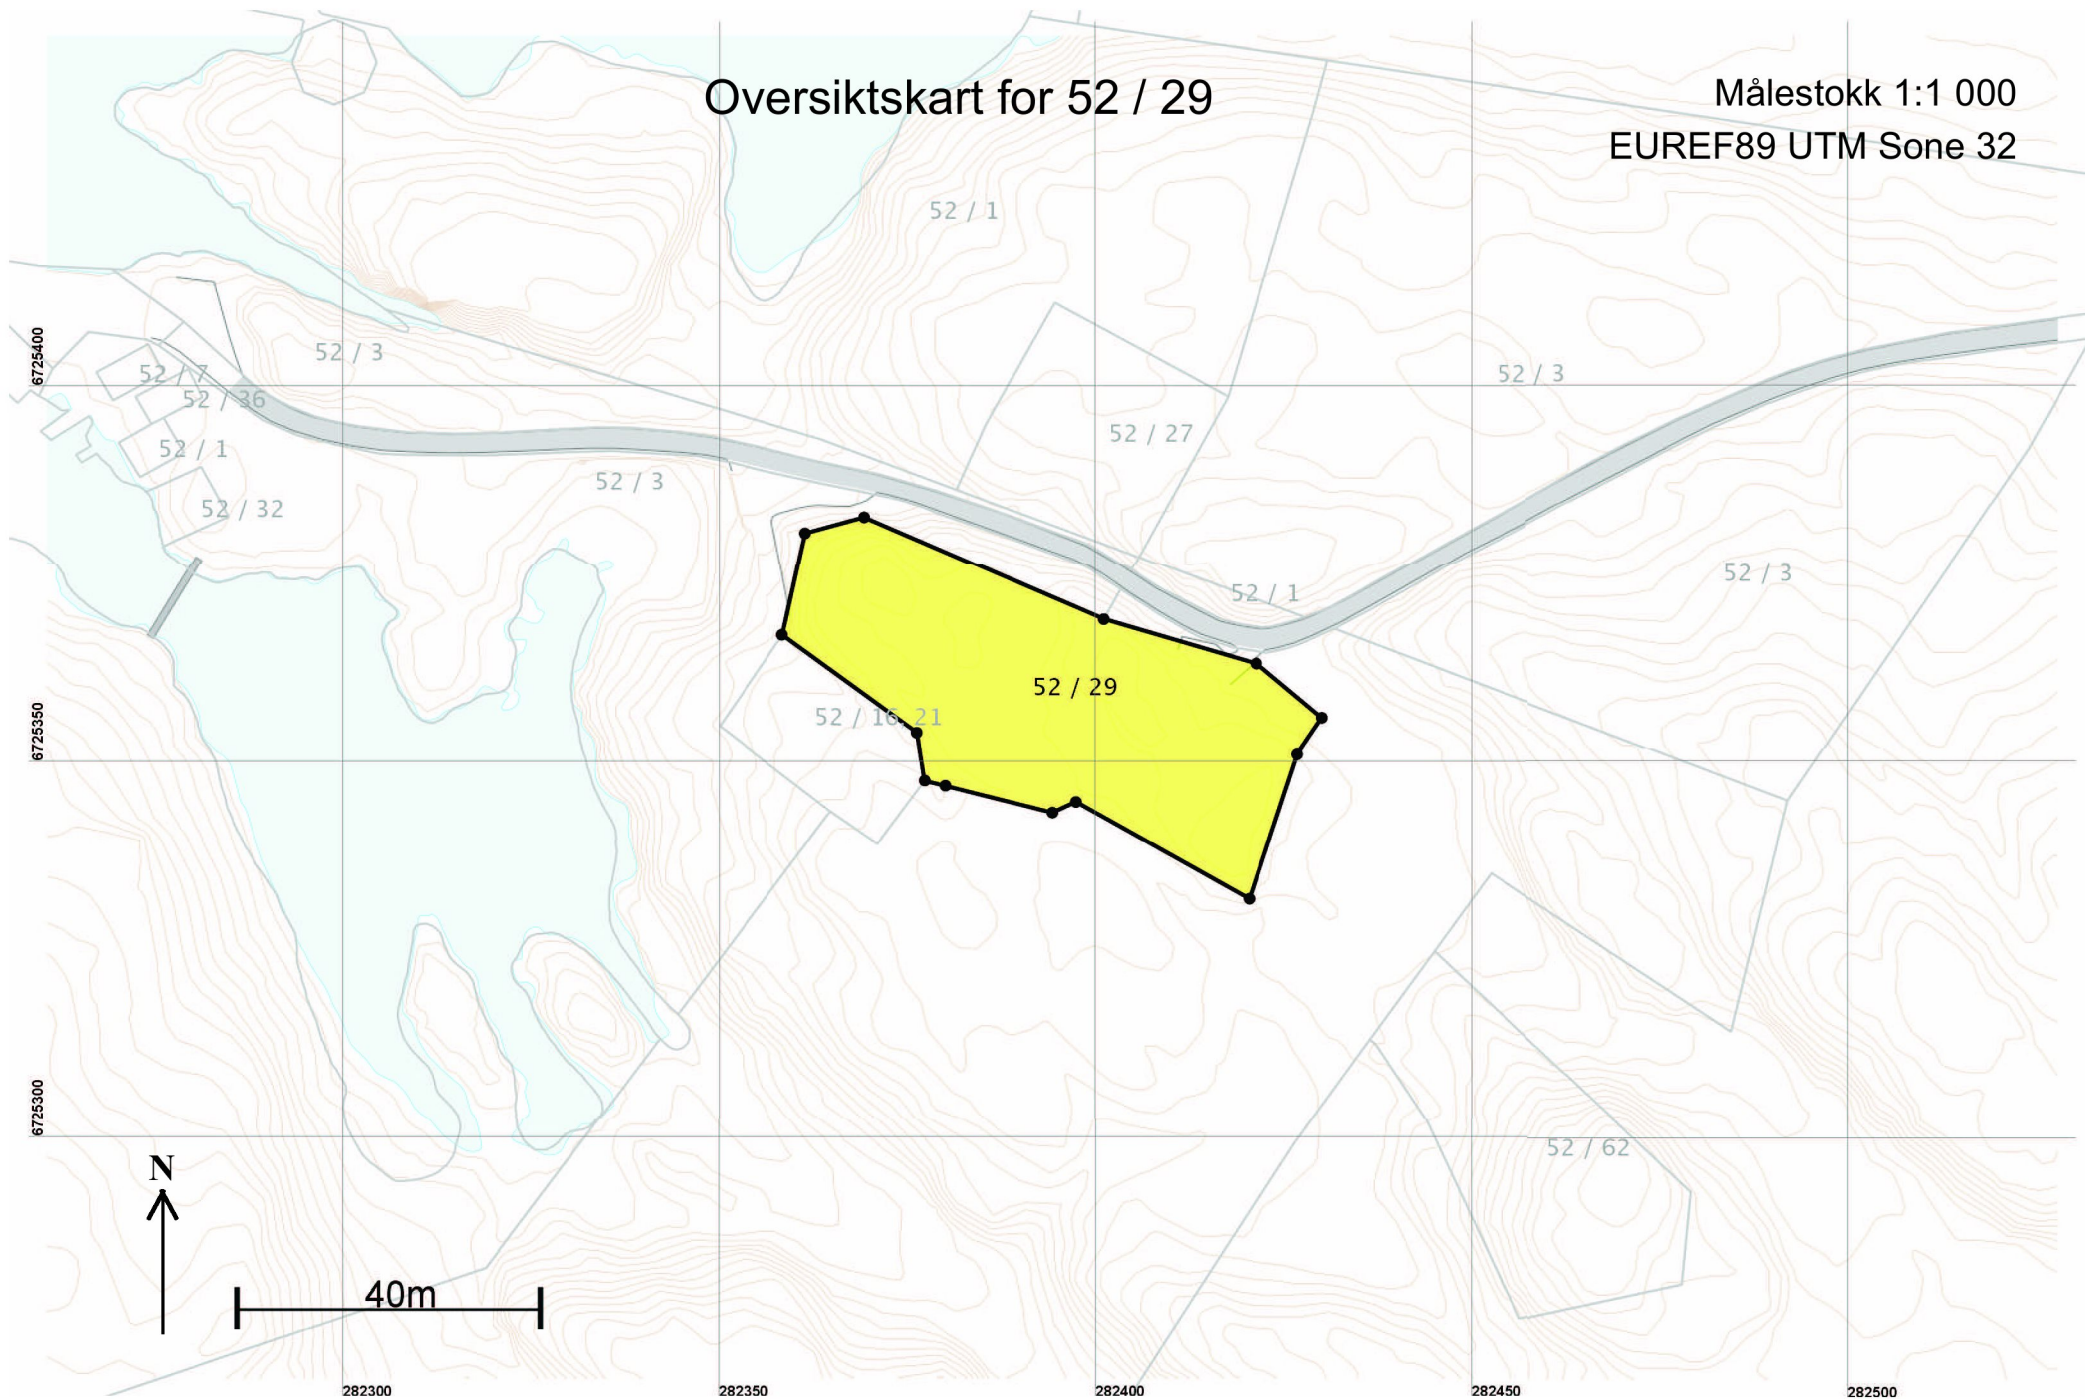 Oversiktskart for 52 / 29
Målestokk 1:1 000
EUREF89 UTM Sone 32
52 / 1
52 / 3
52 / 7
52 / 36
52 / 1
52 / 32
52 / 3
52 / 27
52 / 3
52 / 3
52 / 1
52 / 29
52 / 16, 21
52 / 62
6725400
6725350
6725300
N
40m
282300
282350
282400
282450
282500